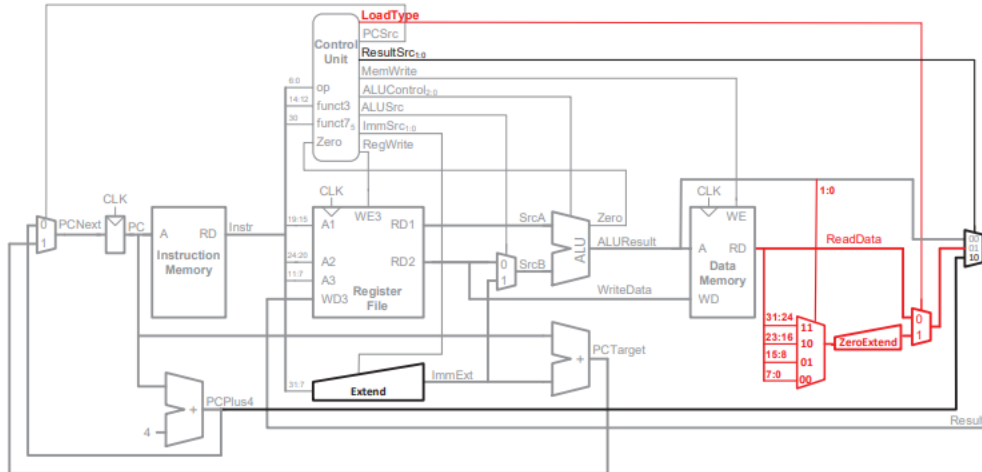 LoadType
PCSrc
Control
Unit
ResultSrc1:0
MemWrite
6:0
op
ALUControl2:0
14:12
funct3
ALUSrc
30
funct75
ImmSrc1:0
Zero
RegWrite
CLK
CLK
CLK
1:0
0
1
PCNext
PC
A
RD
Instr
Instruction
Memory
19:15
A1
WE3
RD1
SrcA
Zero
WE
24:20
A2
RD2
0
1
SrcB
ALU
ALUResult
A
RD
ReadData
00
01
10
11:7
A3
Register
File
WD3
WriteData
Data
Memory
WD
31:24
11
23:16
10
15:8
01
7:0
00
ZeroExtend
0
1
+
PCTarget
31:7
Extend
ImmExt
4
+
PCPlus4
Result